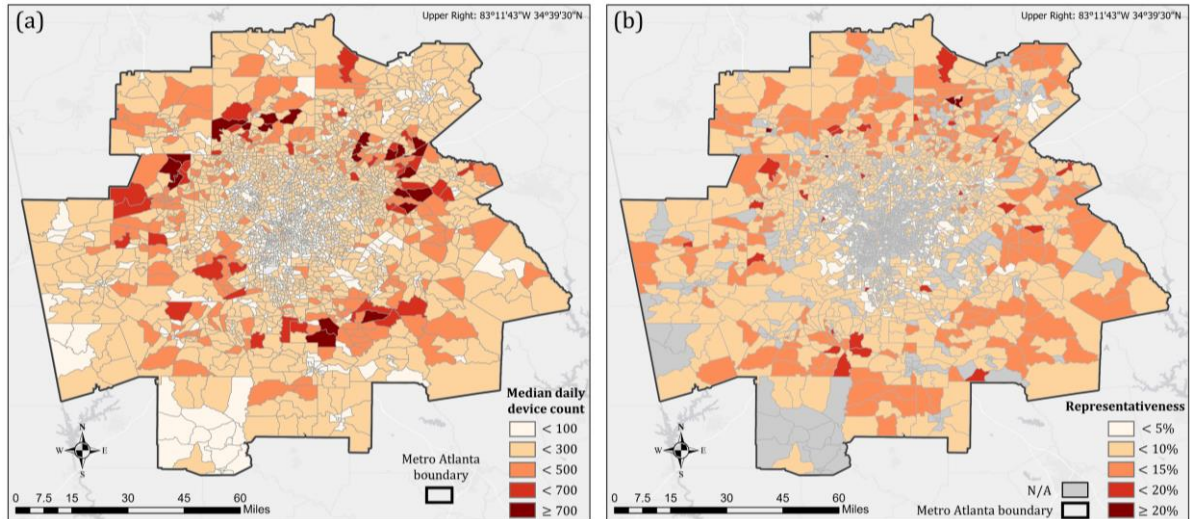 (a)
Upper Right: 83°11'43"W 34°39'30"N
Median daily
device count
< 100
< 300
< 500
< 700
≥ 700
Metro Atlanta
boundary
N
W E
S
0 7.5 15 30 45 60
Miles
(b)
Upper Right: 83°11'43"W 34°39'30"N
Representativeness
< 5%
< 10%
< 15%
< 20%
≥ 20%
N/A
Metro Atlanta boundary
N
W E
S
0 7.5 15 30 45 60
Miles